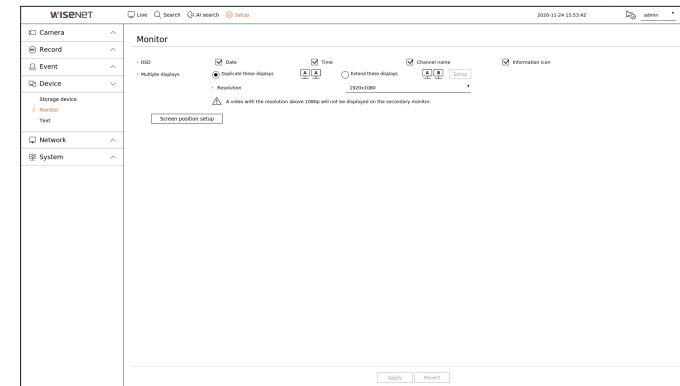 WISENET
Live Search AI search Setup 2020-11-24 15:53:42 admin
Camera
Record
Event
Device
Storage device
Monitor
Text
Network
System
Monitor
OSD Date Time Channel name Information icon
Multiple displays Duplicate these displays A A Extend these displays A B Setup
Resolution 1920x1080
A video with the resolution above 1080p will not be displayed on the secondary monitor.
Screen position setup
Apply Revert